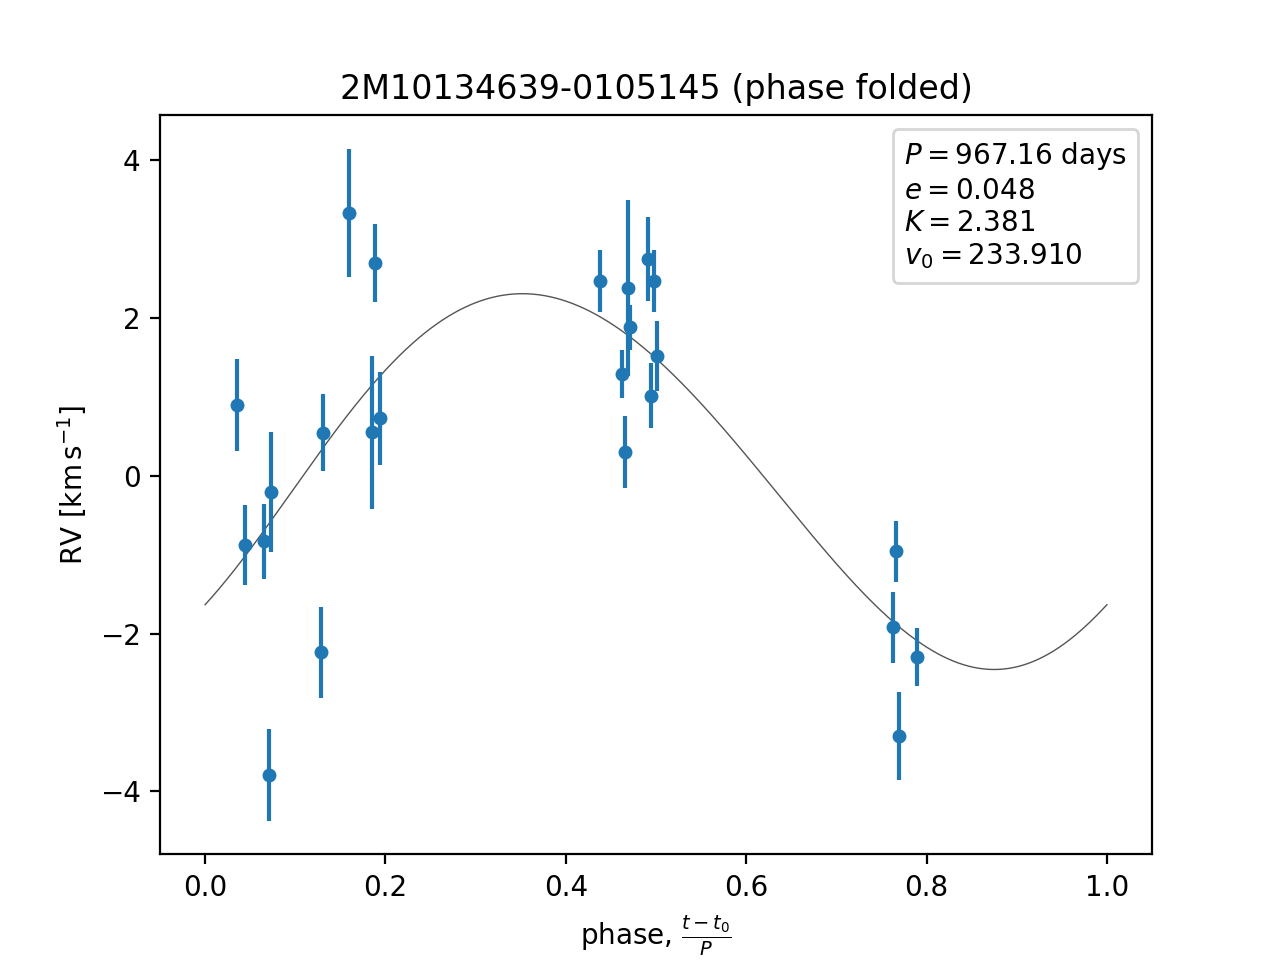 2M10134639-0105145 (phase folded)
P = 967.16 days
e = 0.048
K = 2.381
v₀ = 233.910
4
2
0
−2
−4
RV [km s⁻¹]
0.0 0.2 0.4 0.6 0.8 1.0
phase, (t − t₀)/P